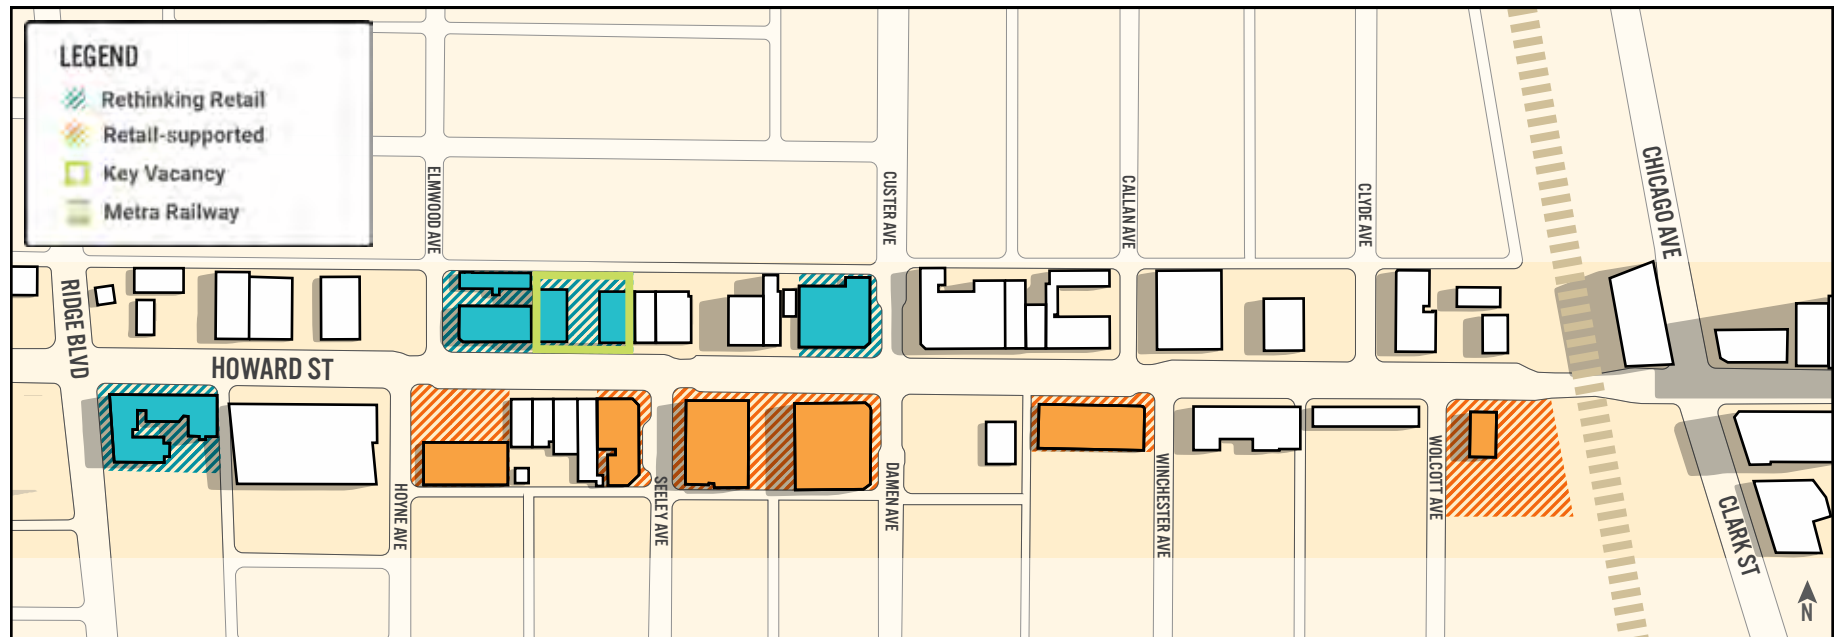 LEGEND
Rethinking Retail
Retail-supported
Key Vacancy
Metra Railway
ELMWOOD AVE
CUSTER AVE
CALLAN AVE
CLYDE AVE
CHICAGO AVE
RIDGE BLVD
HOWARD ST
HOYNE AVE
SEELEY AVE
DAMEN AVE
WINCHESTER AVE
WOLCOTT AVE
CLARK ST
N